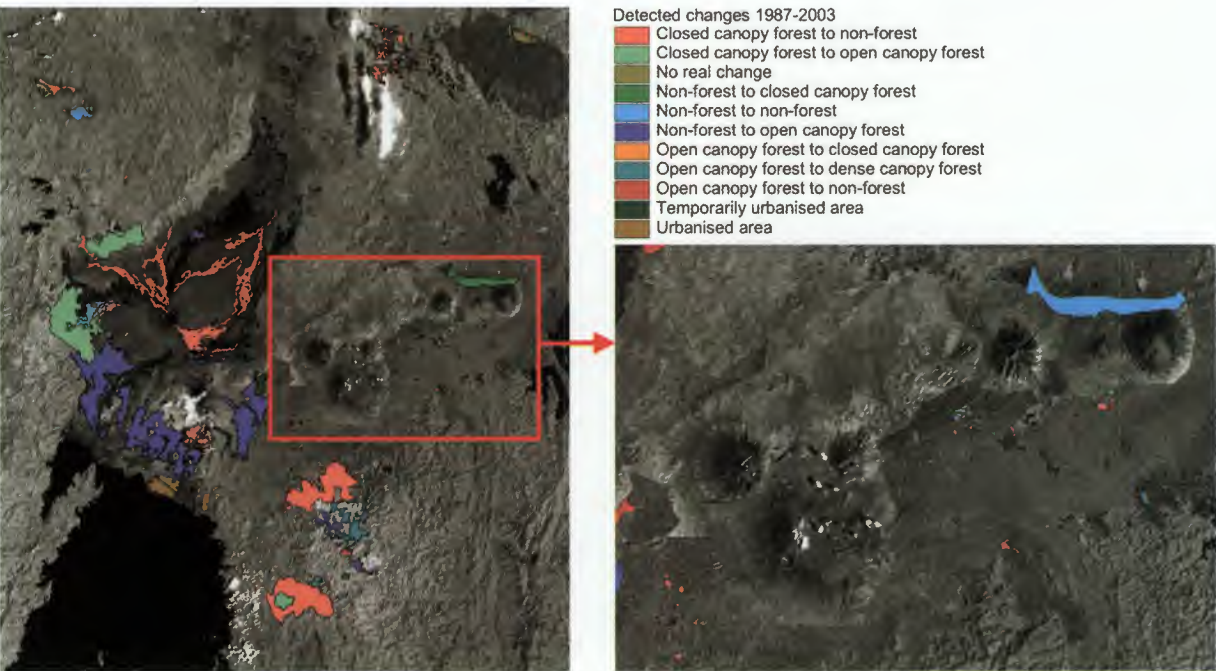 Detected changes 1987-2003
Closed canopy forest to non-forest
Closed canopy forest to open canopy forest
No real change
Non-forest to closed canopy forest
Non-forest to non-forest
Non-forest to open canopy forest
Open canopy forest to closed canopy forest
Open canopy forest to dense canopy forest
Open canopy forest to non-forest
Temporarily urbanised area
Urbanised area